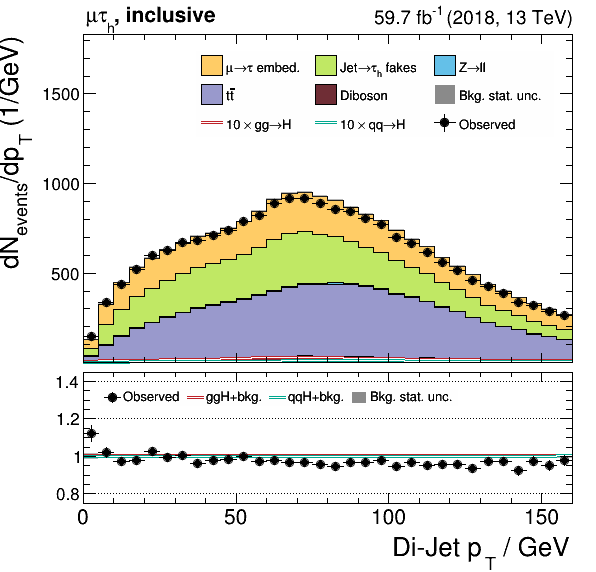 μτh, inclusive 59.7 fb-1 (2018, 13 TeV)
dNevents/dpT (1/GeV)
μ→τ embed. Jet→τh fakes Z→ll
tt̄ Diboson Bkg. stat. unc.
10 × gg→H 10 × qq→H Observed
1500
1000
500
Observed ggH+bkg. qqH+bkg. Bkg. stat. unc.
1.4
1.2
1
0.8
0 50 100 150
Di-Jet pT / GeV